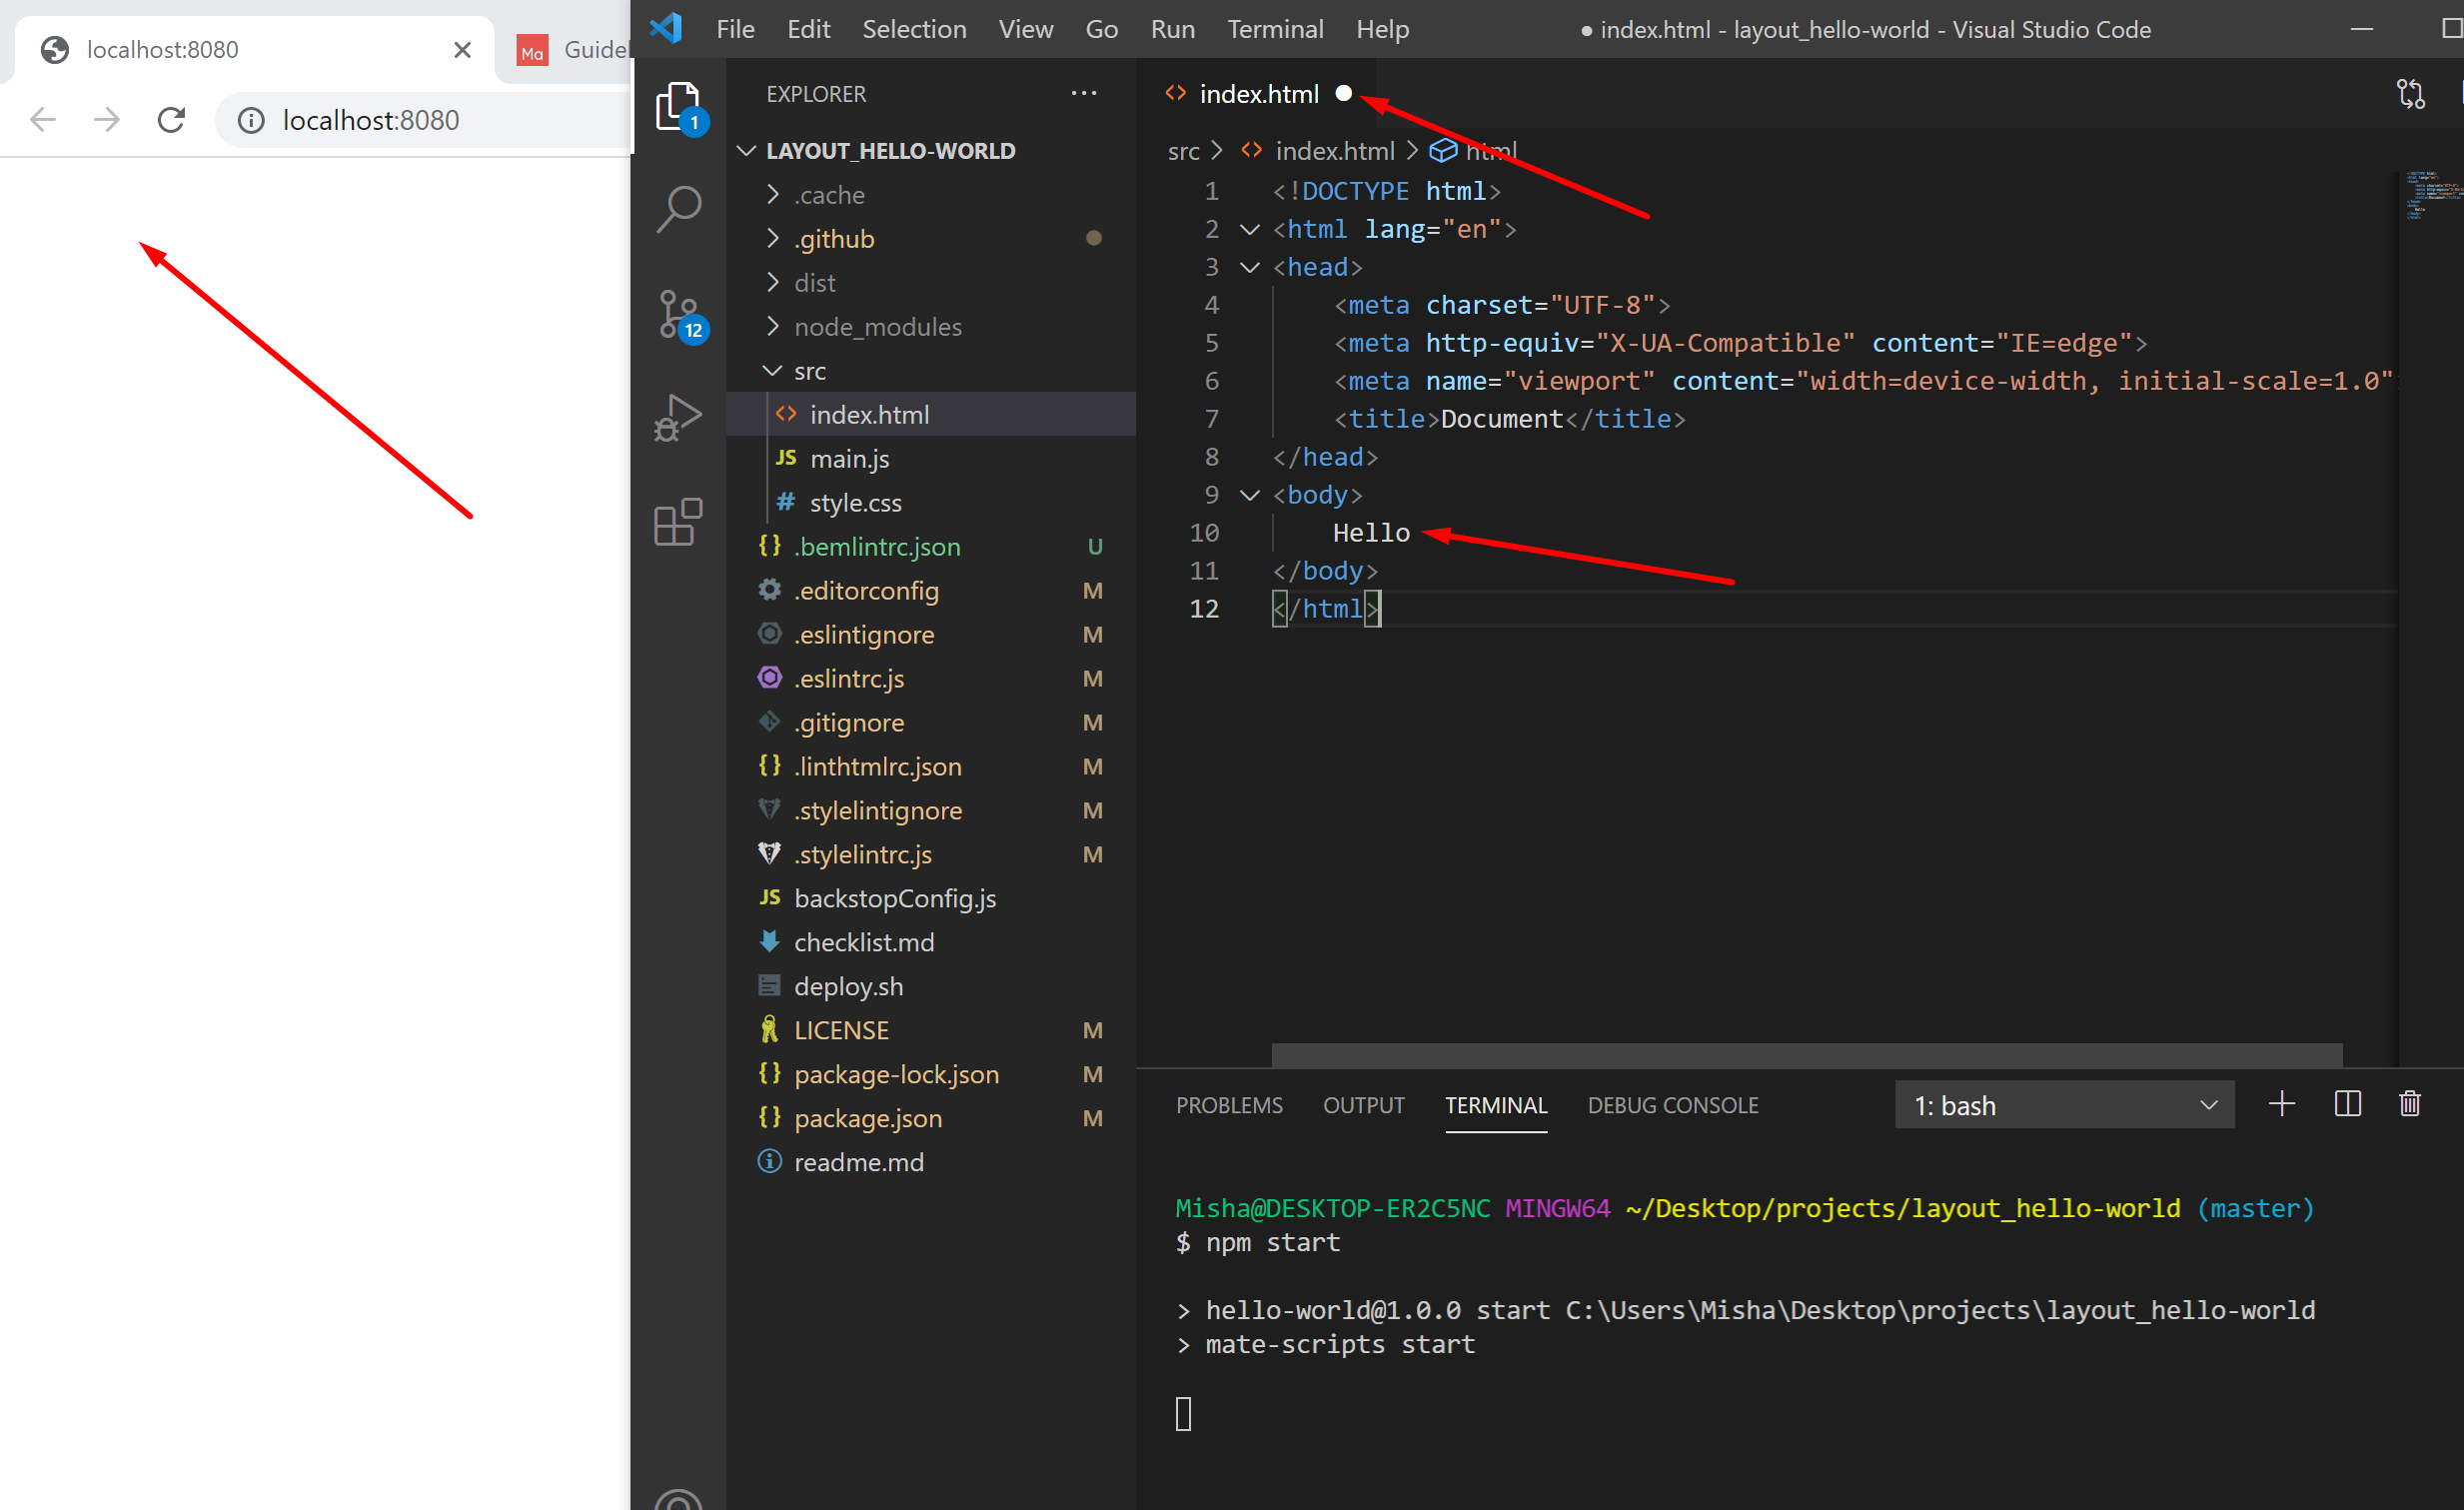 localhost:8080
Guidel
localhost:8080
File Edit Selection View Go Run Terminal Help
● index.html - layout_hello-world - Visual Studio Code
EXPLORER
LAYOUT_HELLO-WORLD
.cache
.github
dist
node_modules
src
index.html
JS main.js
# style.css
{} .bemlintrc.json U
.editorconfig M
.eslintignore M
.eslintrc.js M
.gitignore M
{} .linthtmlrc.json M
.stylelintignore M
.stylelintrc.js M
JS backstopConfig.js
checklist.md
deploy.sh
LICENSE M
{} package-lock.json M
{} package.json M
readme.md
1
12
Ma
<> index.html ●
src > <> index.html > html
1 <!DOCTYPE html>
2 <html lang="en">
3 <head>
4 <meta charset="UTF-8">
5 <meta http-equiv="X-UA-Compatible" content="IE=edge">
6 <meta name="viewport" content="width=device-width, initial-scale=1.0"
7 <title>Document</title>
8 </head>
9 <body>
10 Hello
11 </body>
12 </html>
PROBLEMS OUTPUT TERMINAL DEBUG CONSOLE
1: bash
Misha@DESKTOP-ER2C5NC MINGW64 ~/Desktop/projects/layout_hello-world (master)
$ npm start
> hello-world@1.0.0 start C:\Users\Misha\Desktop\projects\layout_hello-world
> mate-scripts start